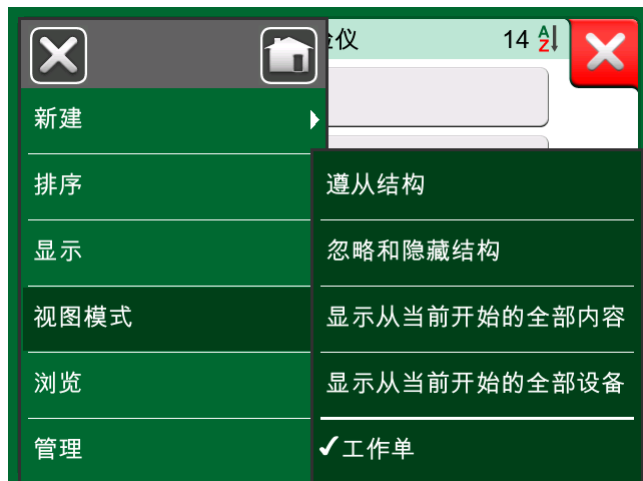 仪 14 AZ
新建
排序
遵从结构
显示
忽略和隐藏结构
视图模式
显示从当前开始的全部内容
浏览
显示从当前开始的全部设备
管理
✓工作单